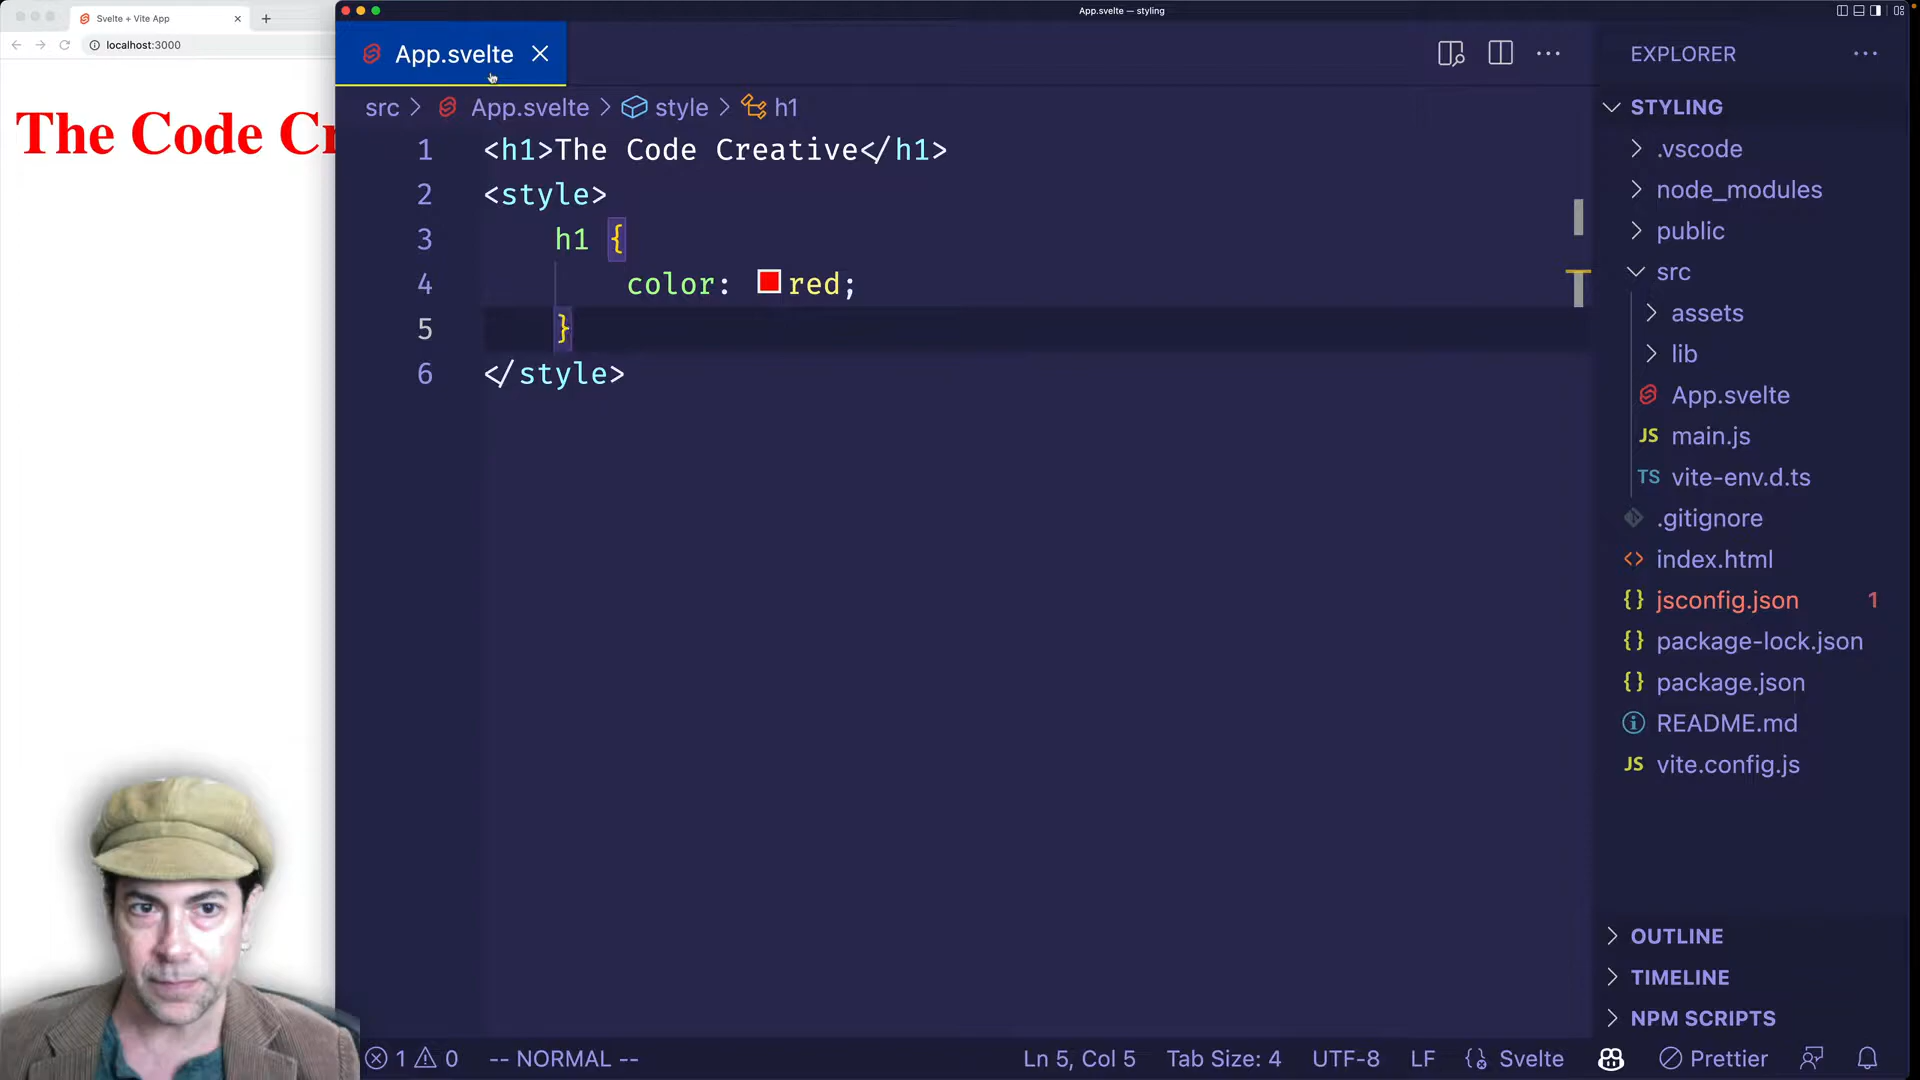 Svelte + Vite App
localhost:3000
The Code Cr
App.svelte — styling
App.svelte
src > App.svelte > style > h1
1 <h1>The Code Creative</h1>
2 <style>
3 h1 {
4 color: red;
5 }
6 </style>
EXPLORER
STYLING
.vscode
node_modules
public
src
assets
lib
App.svelte
JS main.js
TS vite-env.d.ts
.gitignore
<> index.html
{} jsconfig.json 1
{} package-lock.json
{} package.json
README.md
JS vite.config.js
OUTLINE
TIMELINE
NPM SCRIPTS
1 0 -- NORMAL -- Ln 5, Col 5 Tab Size: 4 UTF-8 LF Svelte Prettier